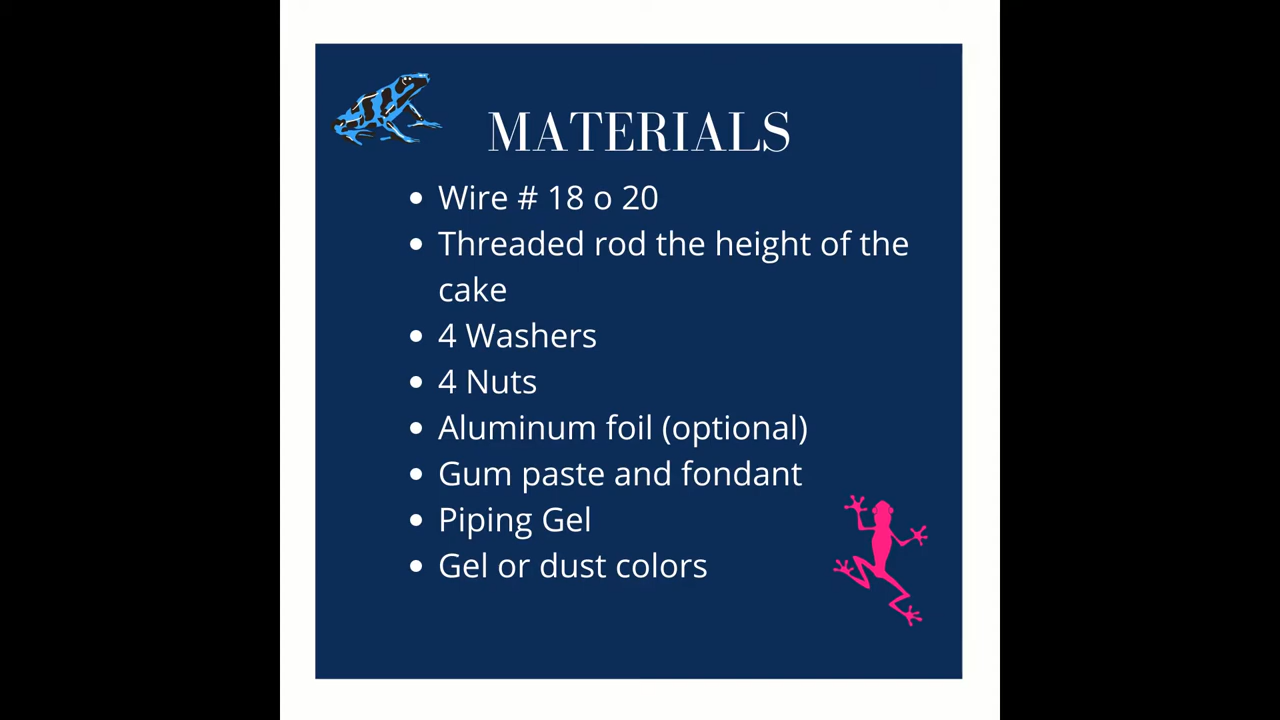 MATERIALS
• Wire # 18 o 20
• Threaded rod the height of the
cake
• 4 Washers
• 4 Nuts
• Aluminum foil (optional)
• Gum paste and fondant
• Piping Gel
• Gel or dust colors